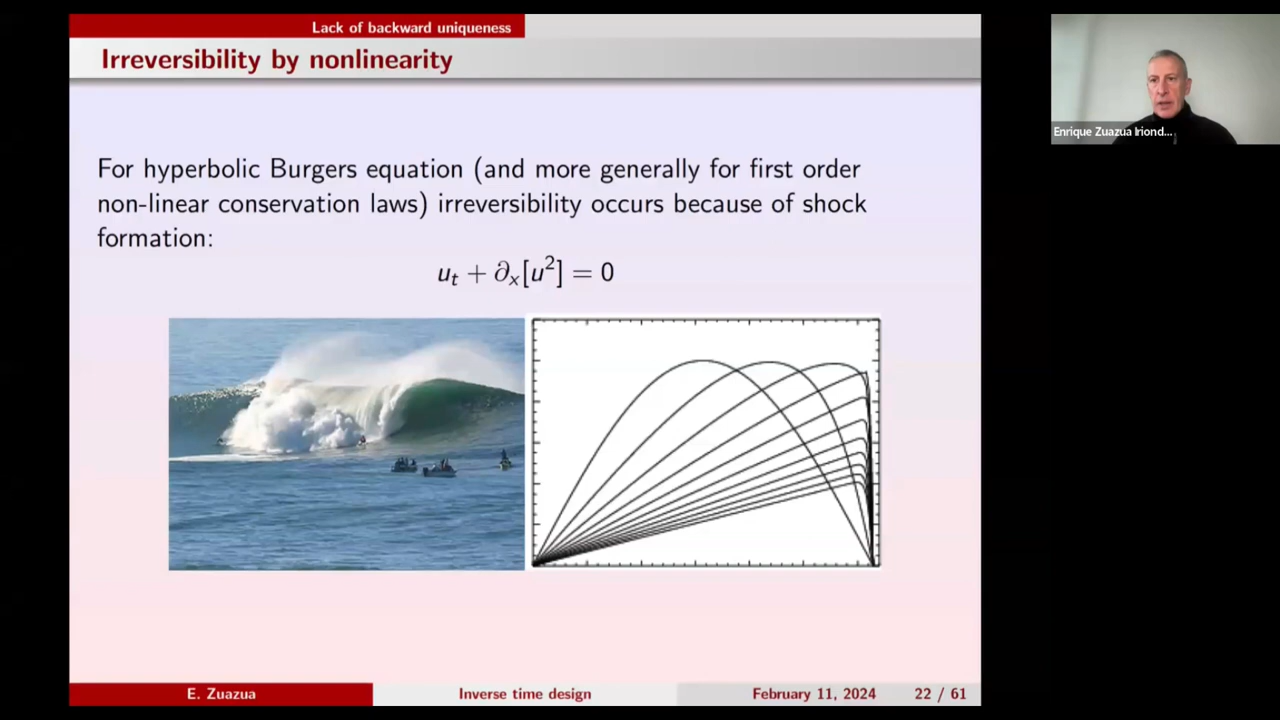 Lack of backward uniqueness
Irreversibility by nonlinearity
For hyperbolic Burgers equation (and more generally for first order
non-linear conservation laws) irreversibility occurs because of shock
formation:
u_t + ∂_x[u²] = 0
E. Zuazua
Inverse time design
February 11, 2024
22 / 61
Enrique Zuazua Iriond...